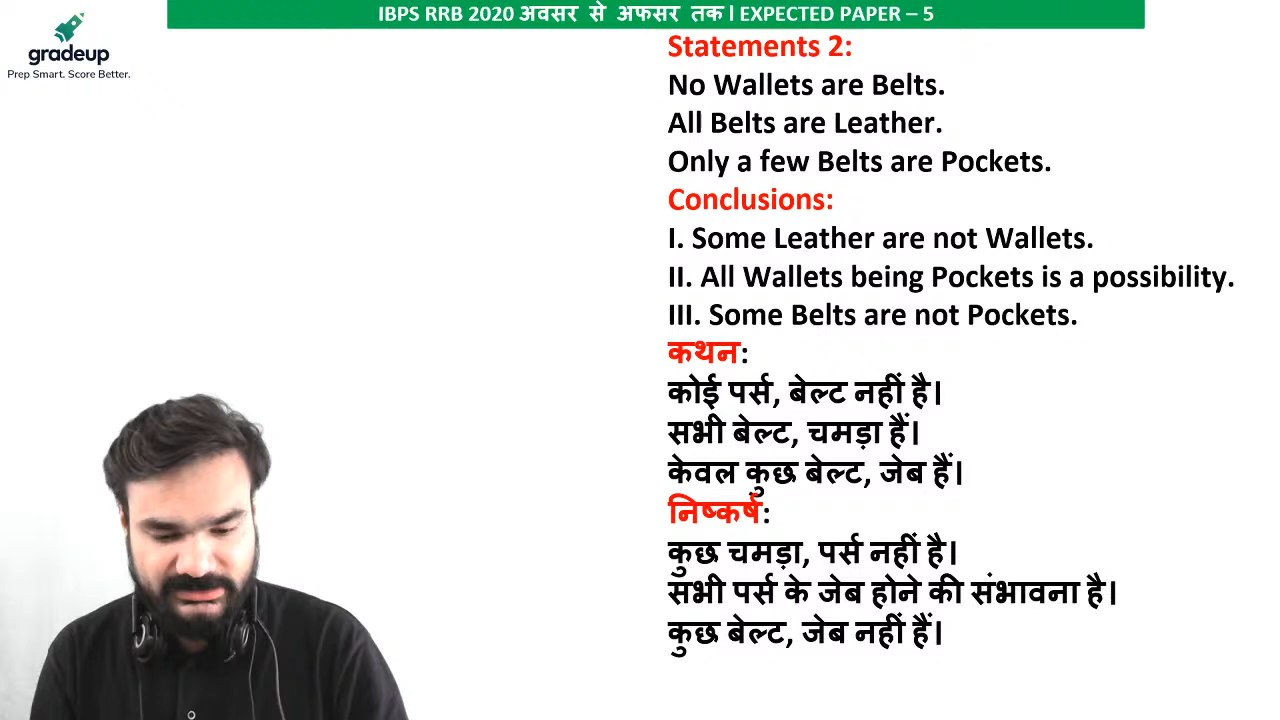 IBPS RRB 2020 अवसर से अफसर तक। EXPECTED PAPER – 5
gradeup
Prep Smart. Score Better.
Statements 2:
No Wallets are Belts.
All Belts are Leather.
Only a few Belts are Pockets.
Conclusions:
I. Some Leather are not Wallets.
II. All Wallets being Pockets is a possibility.
III. Some Belts are not Pockets.
कथन:
कोई पर्स, बेल्ट नहीं है।
सभी बेल्ट, चमड़ा हैं।
केवल कुछ बेल्ट, जेब हैं।
निष्कर्ष:
कुछ चमड़ा, पर्स नहीं है।
सभी पर्स के जेब होने की संभावना है।
कुछ बेल्ट, जेब नहीं हैं।